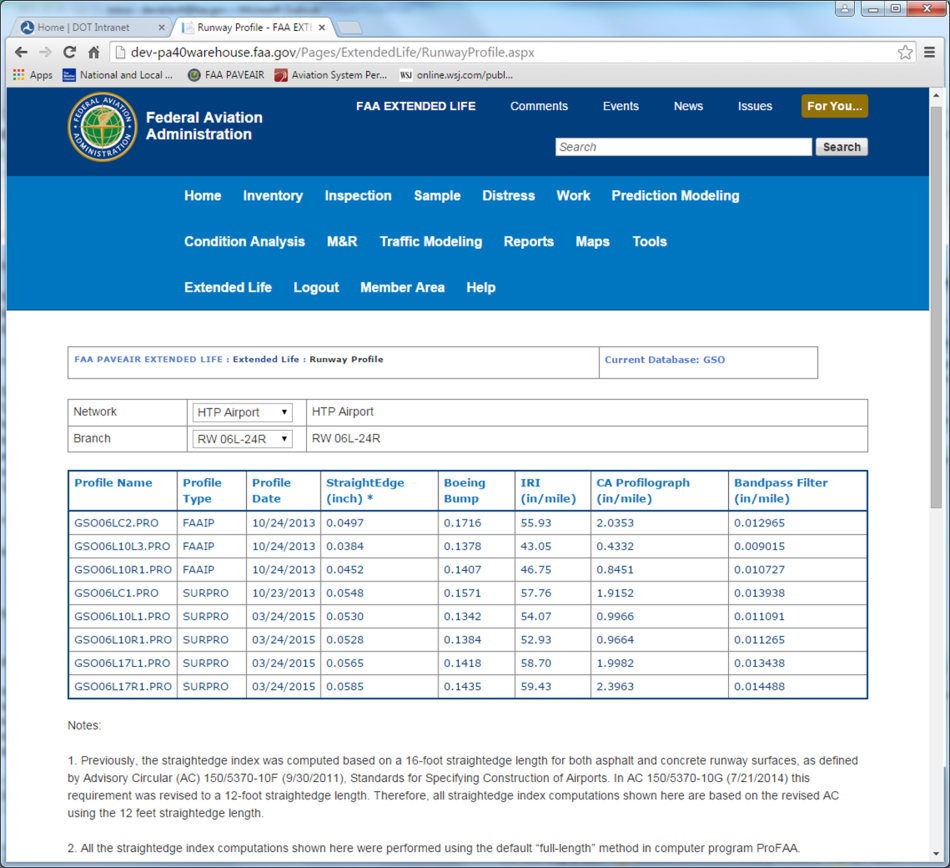 Home | DOT Intranet
Runway Profile - FAA EXT
dev-pa40warehouse.faa.gov/Pages/ExtendedLife/RunwayProfile.aspx
Apps National and Local ... FAA PAVEAIR Aviation System Per... WSJ online.wsj.com/publ...
FEDERAL AVIATION ADMINISTRATION
Federal Aviation
Administration
FAA EXTENDED LIFE Comments Events News Issues For You...
Search Search
Home Inventory Inspection Sample Distress Work Prediction Modeling
Condition Analysis M&R Traffic Modeling Reports Maps Tools
Extended Life Logout Member Area Help
FAA PAVEAIR EXTENDED LIFE : Extended Life : Runway Profile Current Database: GSO
Network HTP Airport HTP Airport
Branch RW 06L-24R RW 06L-24R
Profile Name Profile Type Profile Date StraightEdge (inch) * Boeing Bump IRI (in/mile) CA Profilograph (in/mile) Bandpass Filter (in/mile)
GSO06LC2.PRO FAAIP 10/24/2013 0.0497 0.1716 55.93 2.0353 0.012965
GSO06L10L3.PRO FAAIP 10/24/2013 0.0384 0.1378 43.05 0.4332 0.009015
GSO06L10R1.PRO FAAIP 10/24/2013 0.0452 0.1407 46.75 0.8451 0.010727
GSO06LC1.PRO SURPRO 10/23/2013 0.0548 0.1571 57.76 1.9152 0.013938
GSO06L10L1.PRO SURPRO 03/24/2015 0.0530 0.1342 54.07 0.9966 0.011091
GSO06L10R1.PRO SURPRO 03/24/2015 0.0528 0.1384 52.93 0.9664 0.011265
GSO06L17L1.PRO SURPRO 03/24/2015 0.0565 0.1418 58.70 1.9982 0.013438
GSO06L17R1.PRO SURPRO 03/24/2015 0.0585 0.1435 59.43 2.3963 0.014488
Notes:
1. Previously, the straightedge index was computed based on a 16-foot straightedge length for both asphalt and concrete runway surfaces, as defined
by Advisory Circular (AC) 150/5370-10F (9/30/2011), Standards for Specifying Construction of Airports. In AC 150/5370-10G (7/21/2014) this
requirement was revised to a 12-foot straightedge length. Therefore, all straightedge index computations shown here are based on the revised AC
using the 12 feet straightedge length.
2. All the straightedge index computations shown here were performed using the default “full-length” method in computer program ProFAA.